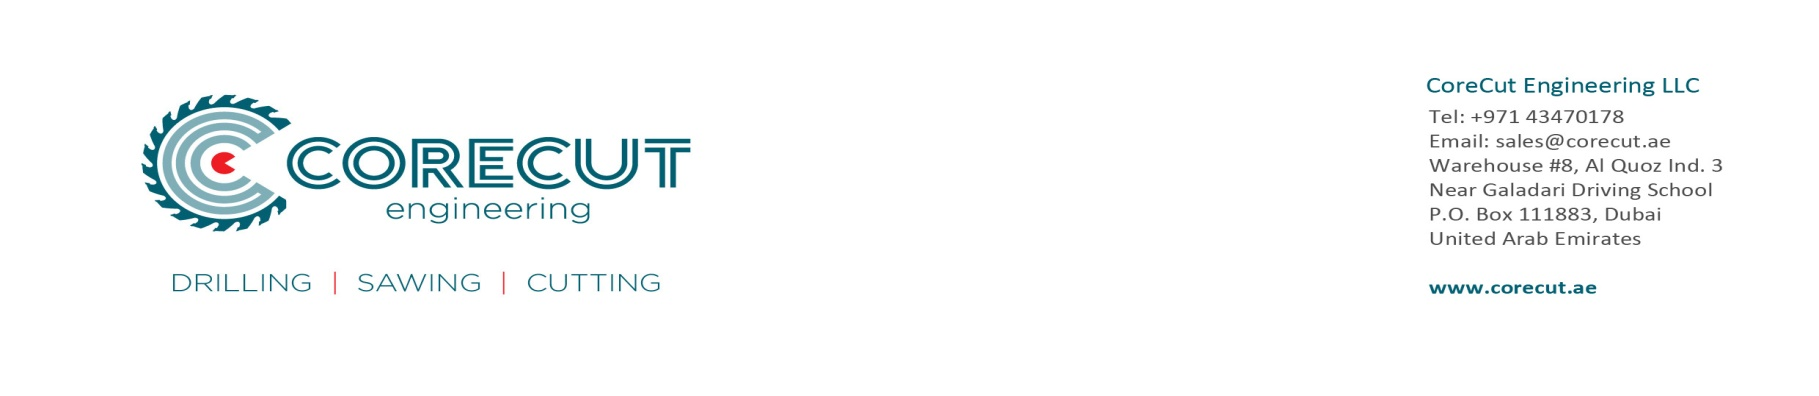 CORECUT
engineering
DRILLING | SAWING | CUTTING
CoreCut Engineering LLC
Tel: +971 43470178
Email: sales@corecut.ae
Warehouse #8, Al Quoz Ind. 3
Near Galadari Driving School
P.O. Box 111883, Dubai
United Arab Emirates
www.corecut.ae